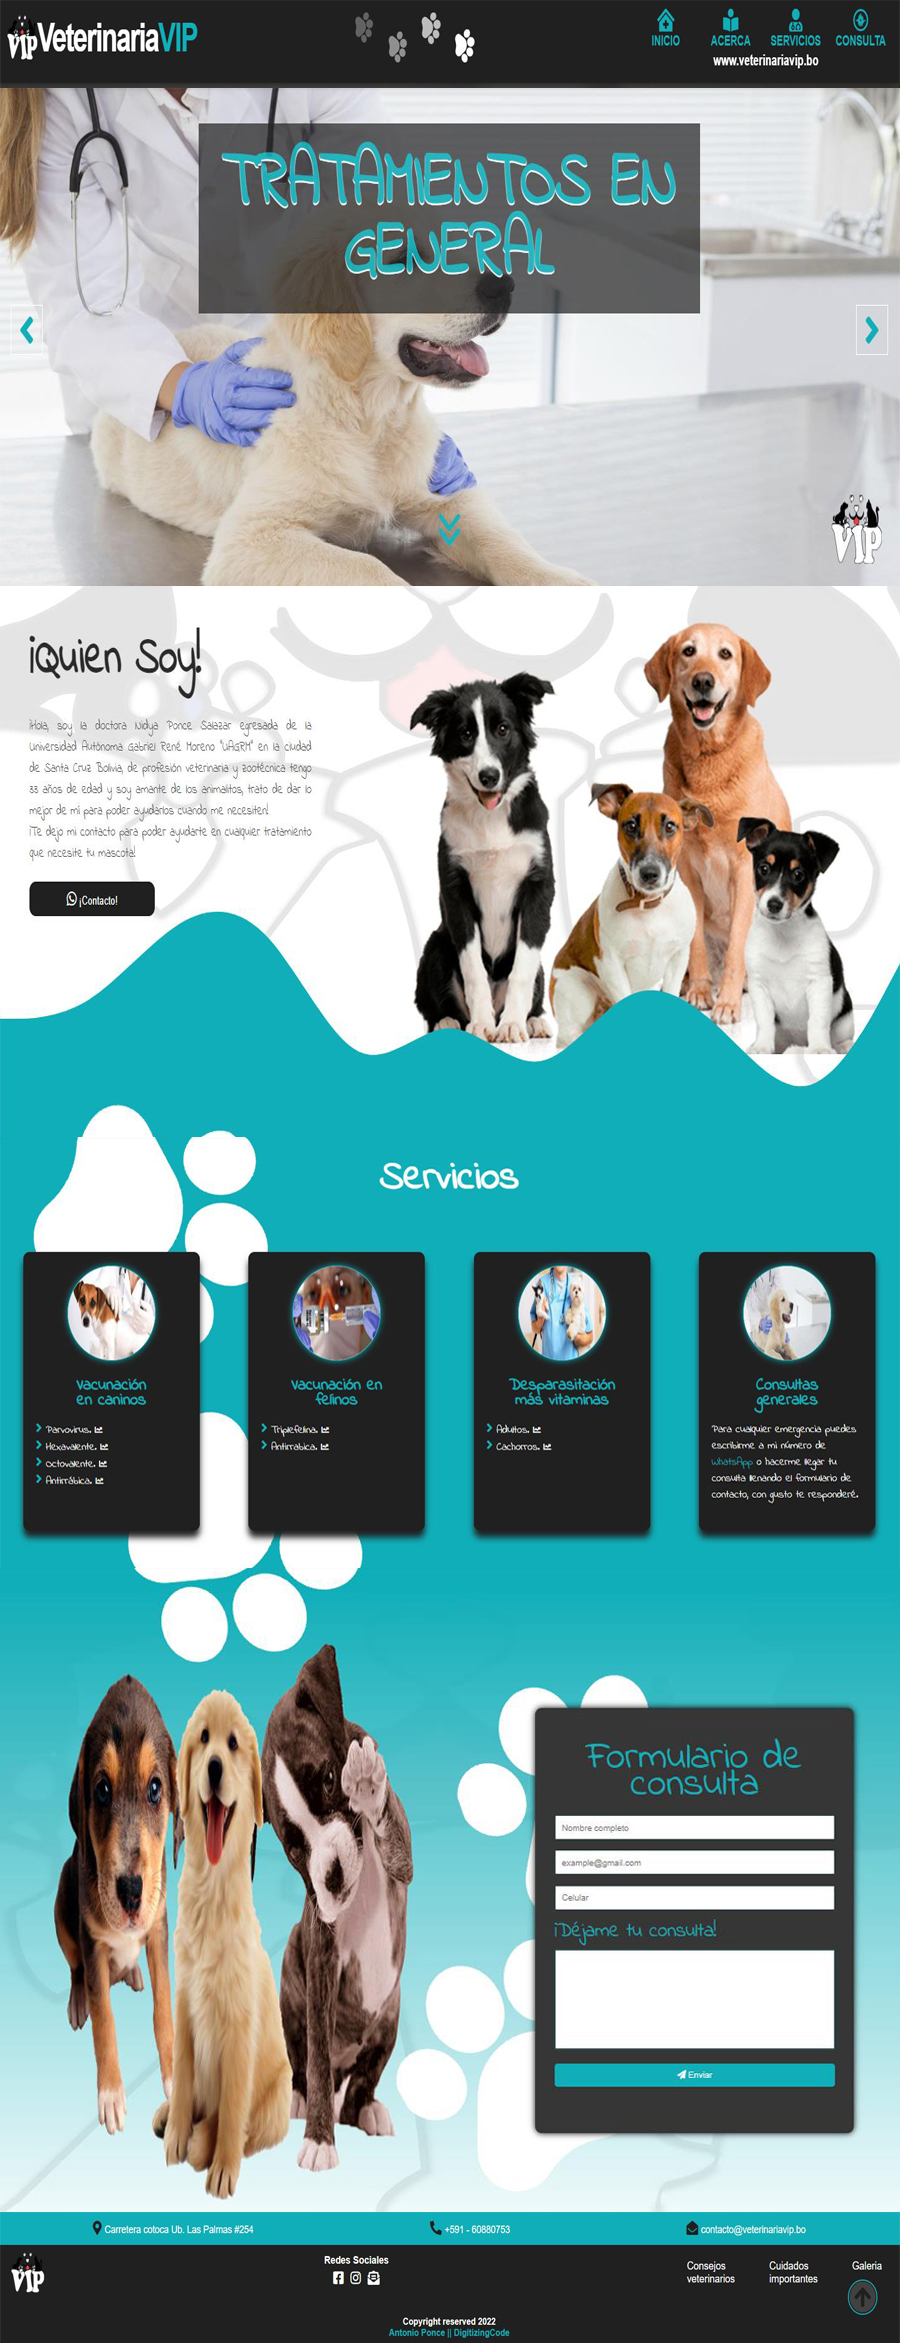 VIP VeterinariaVIP
INICIO ACERCA SERVICIOS CONSULTA
www.veterinariavip.bo
TRATAMIENTOS EN
GENERAL
VIP
¡Quien Soy!
¡Hola, soy la doctora Nidya Ponce Salazar egresada de la
Universidad Autónoma Gabriel René Moreno "UAGRM" en la ciudad
de Santa Cruz Bolivia, de profesión veterinaria y zootécnica tengo
33 años de edad y soy amante de los animalitos, trato de dar lo
mejor de mi para poder ayudarlos cuando me necesiten!
¡Te dejo mi contacto para poder ayudarte en cualquier tratamiento
que necesite tu mascota!
¡Contacto!
Servicios
Vacunación
en caninos
Parvovirus.
Hexavalente.
Octovalente.
Antirrábica.
Vacunación en
felinos
Triplefelina.
Antirrabica.
Desparasitación
más vitaminas
Adultos.
Cachorros.
Consultas
generales
Para cualquier emergencia puedes
escribirme a mi número de
WhatsApp o hacerme llegar tu
consulta llenando el formulario de
contacto, con gusto te responderé.
Formulario de
consulta
Nombre completo
example@gmail.com
Celular
¡Déjame tu consulta!
Enviar
Carretera cotoca Ub. Las Palmas #254
+591 - 60880753
contacto@veterinariavip.bo
VIP
Redes Sociales
Consejos
veterinarios
Cuidados
importantes
Galeria
Copyright reserved 2022
Antonio Ponce || DigitizingCode